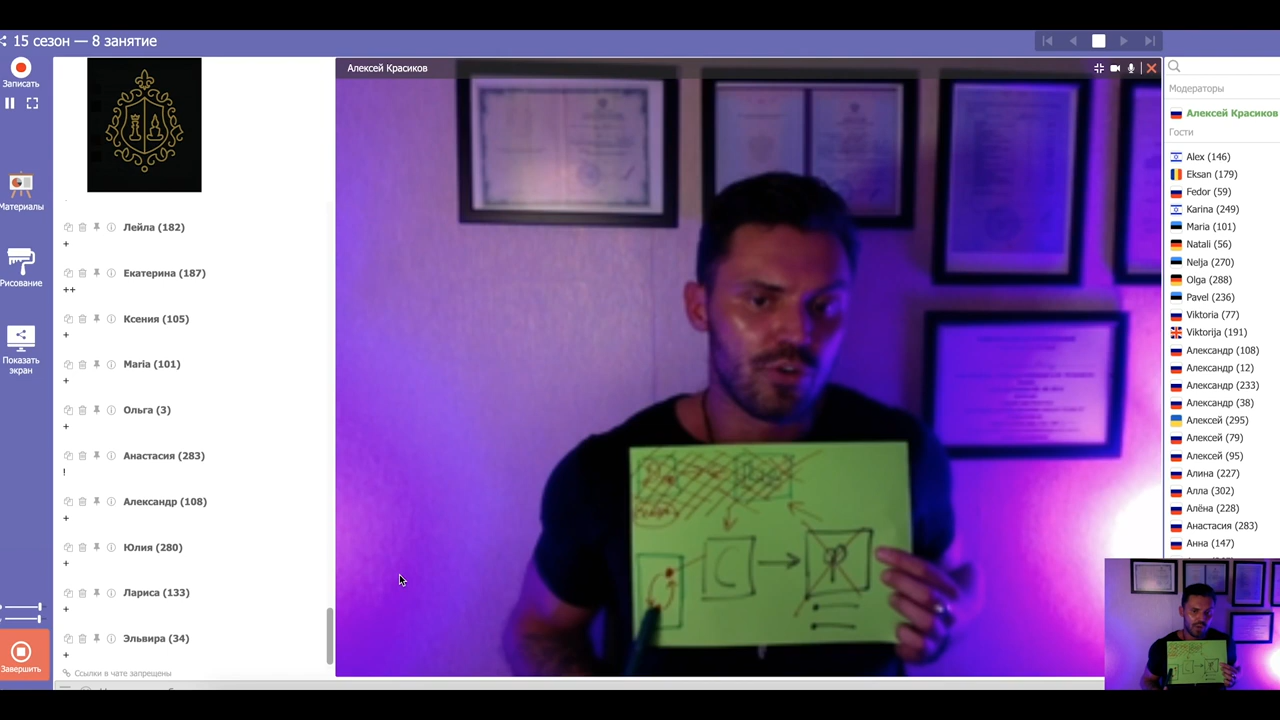 15 сезон — 8 занятие
Записать
Материалы
Рисование
Показать
экран
Завершить
Лейла (182)
+
Екатерина (187)
++
Ксения (105)
+
Maria (101)
+
Ольга (3)
+
Анастасия (283)
!
Александр (108)
+
Юлия (280)
+
Лариса (133)
+
Эльвира (34)
+
Ссылки в чате запрещены
Алексей Красиков
С
Ф
Модераторы
Алексей Красиков
Гости
Alex (146)
Eksan (179)
Fedor (59)
Karina (249)
Maria (101)
Natali (56)
Nelja (270)
Olga (288)
Pavel (236)
Viktoria (77)
Viktorija (191)
Александр (108)
Александр (12)
Александр (233)
Александр (38)
Алексей (295)
Алексей (79)
Алексей (95)
Алина (227)
Алла (302)
Алёна (228)
Анастасия (283)
Анна (147)